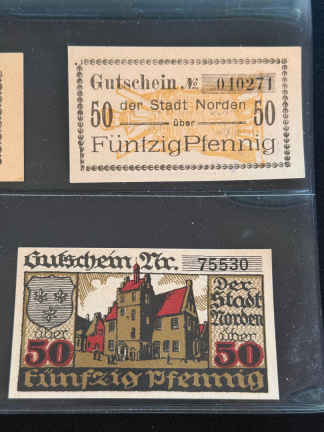 Gutschein. № 040271
50 der Stadt Norden 50
über
Fünfzig Pfennig
Gutschein Nr. 75530
Der
Stadt
Norden
über über
50 50
fünfzig Pfennig